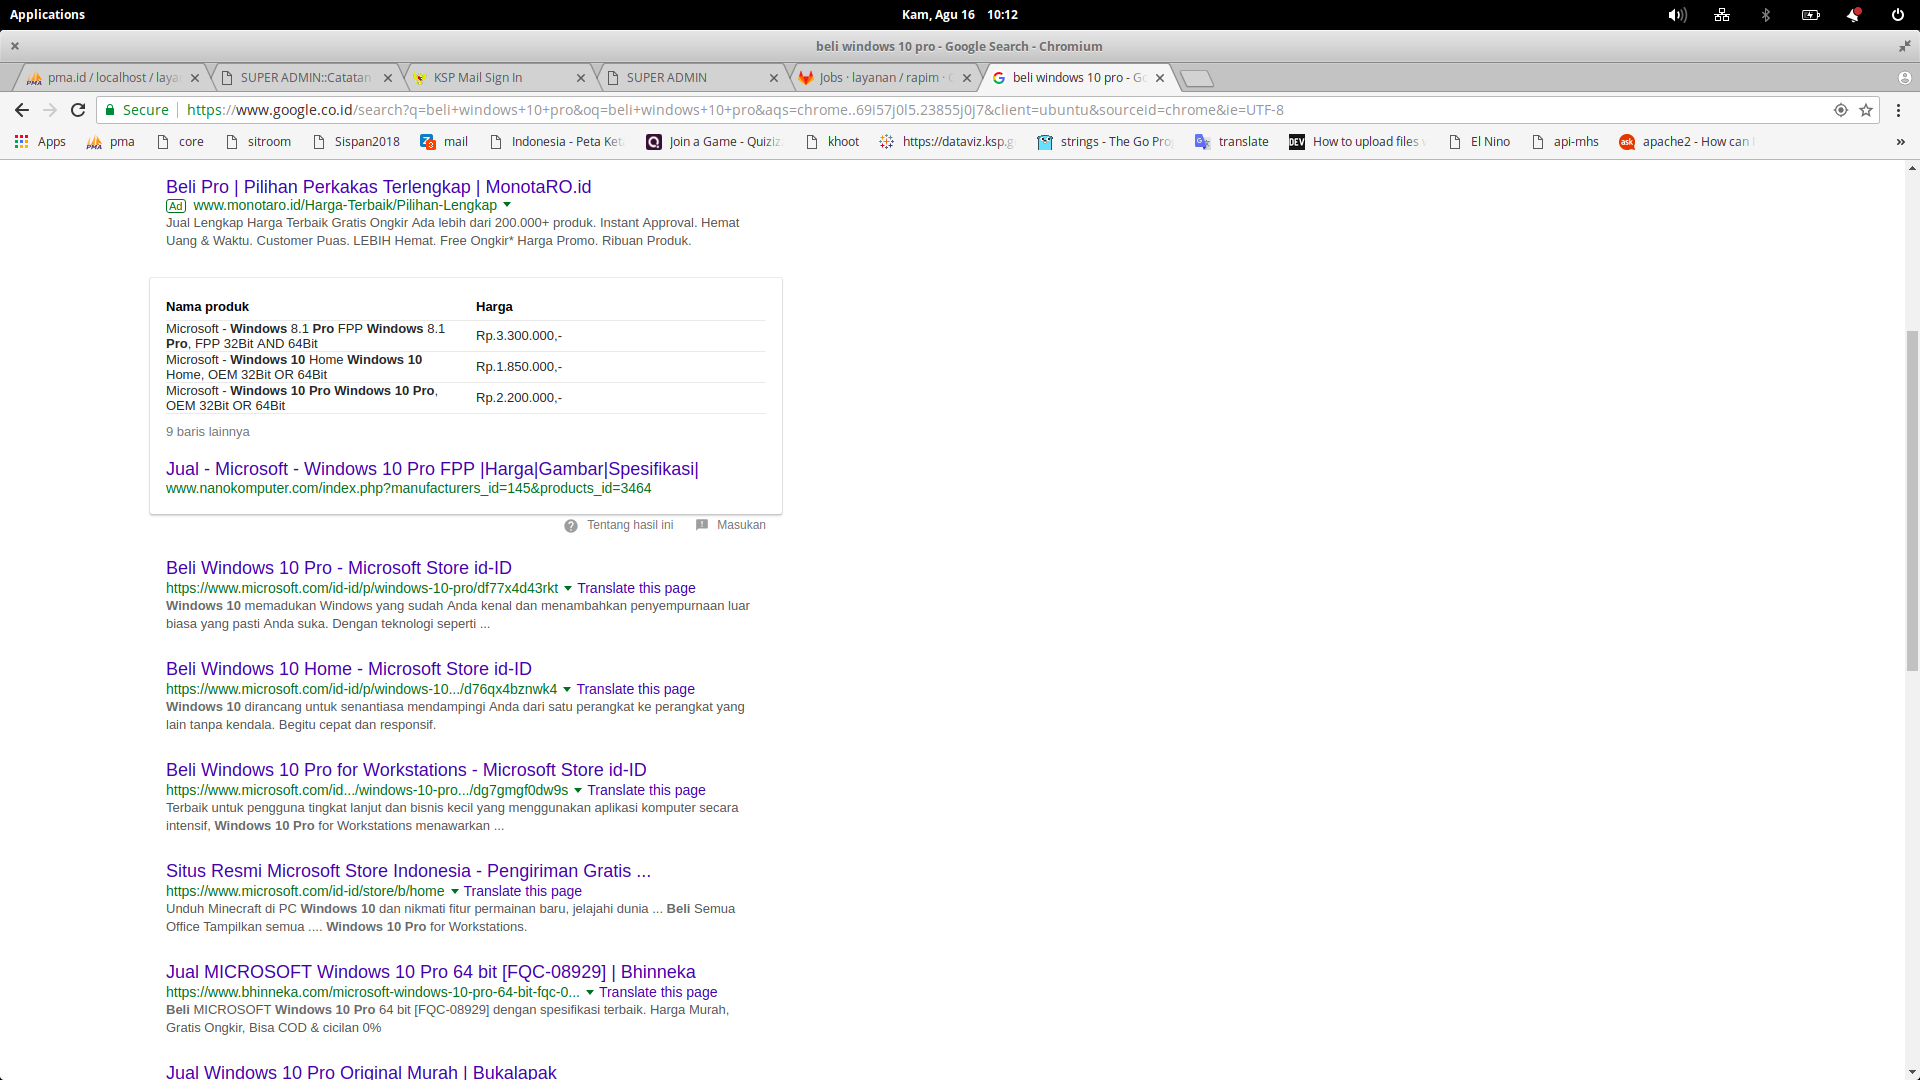 Applications
Kam, Agu 16 10:12
beli windows 10 pro - Google Search - Chromium
pma.id / localhost / laya
SUPER ADMIN::Catatan
KSP Mail Sign In
SUPER ADMIN
Jobs · layanan / rapim ·
beli windows 10 pro - Go
Secure https://www.google.co.id/search?q=beli+windows+10+pro&oq=beli+windows+10+pro&aqs=chrome..69i57j0l5.23855j0j7&client=ubuntu&sourceid=chrome&ie=UTF-8
Apps pma core sitroom Sispan2018 mail Indonesia - Peta Ket Join a Game - Quiziz khoot https://dataviz.ksp.g strings - The Go Pro translate DEV How to upload files El Nino api-mhs ask apache2 - How can »
Beli Pro | Pilihan Perkakas Terlengkap | MonotaRO.id
Ad www.monotaro.id/Harga-Terbaik/Pilihan-Lengkap
Jual Lengkap Harga Terbaik Gratis Ongkir Ada lebih dari 200.000+ produk. Instant Approval. Hemat
Uang & Waktu. Customer Puas. LEBIH Hemat. Free Ongkir* Harga Promo. Ribuan Produk.
Nama produk Harga
Microsoft - Windows 8.1 Pro FPP Windows 8.1
Pro, FPP 32Bit AND 64Bit
Rp.3.300.000,-
Microsoft - Windows 10 Home Windows 10
Home, OEM 32Bit OR 64Bit
Rp.1.850.000,-
Microsoft - Windows 10 Pro Windows 10 Pro,
OEM 32Bit OR 64Bit
Rp.2.200.000,-
9 baris lainnya
Jual - Microsoft - Windows 10 Pro FPP |Harga|Gambar|Spesifikasi|
www.nanokomputer.com/index.php?manufacturers_id=145&products_id=3464
Tentang hasil ini Masukan
Beli Windows 10 Pro - Microsoft Store id-ID
https://www.microsoft.com/id-id/p/windows-10-pro/df77x4d43rkt Translate this page
Windows 10 memadukan Windows yang sudah Anda kenal dan menambahkan penyempurnaan luar
biasa yang pasti Anda suka. Dengan teknologi seperti ...
Beli Windows 10 Home - Microsoft Store id-ID
https://www.microsoft.com/id-id/p/windows-10.../d76qx4bznwk4 Translate this page
Windows 10 dirancang untuk senantiasa mendampingi Anda dari satu perangkat ke perangkat yang
lain tanpa kendala. Begitu cepat dan responsif.
Beli Windows 10 Pro for Workstations - Microsoft Store id-ID
https://www.microsoft.com/id.../windows-10-pro.../dg7gmgf0dw9s Translate this page
Terbaik untuk pengguna tingkat lanjut dan bisnis kecil yang menggunakan aplikasi komputer secara
intensif, Windows 10 Pro for Workstations menawarkan ...
Situs Resmi Microsoft Store Indonesia - Pengiriman Gratis ...
https://www.microsoft.com/id-id/store/b/home Translate this page
Unduh Minecraft di PC Windows 10 dan nikmati fitur permainan baru, jelajahi dunia ... Beli Semua
Office Tampilkan semua .... Windows 10 Pro for Workstations.
Jual MICROSOFT Windows 10 Pro 64 bit [FQC-08929] | Bhinneka
https://www.bhinneka.com/microsoft-windows-10-pro-64-bit-fqc-0... Translate this page
Beli MICROSOFT Windows 10 Pro 64 bit [FQC-08929] dengan spesifikasi terbaik. Harga Murah,
Gratis Ongkir, Bisa COD & cicilan 0%
Jual Windows 10 Pro Original Murah | Bukalapak